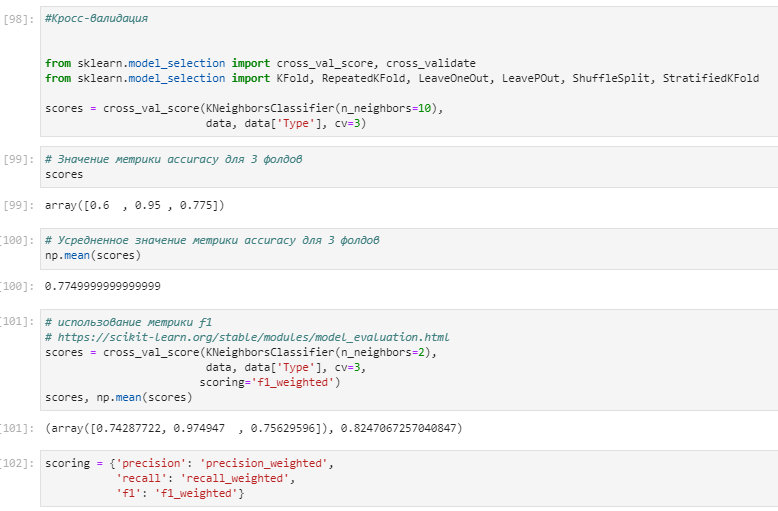 [98]: #Кросс-валидация
from sklearn.model_selection import cross_val_score, cross_validate
from sklearn.model_selection import KFold, RepeatedKFold, LeaveOneOut, LeavePOut, ShuffleSplit, StratifiedKFold
scores = cross_val_score(KNeighborsClassifier(n_neighbors=10),
data, data['Type'], cv=3)
[99]: # Значение метрики accuracy для 3 фолдов
scores
[99]: array([0.6  , 0.95 , 0.775])
[100]: # Усредненное значение метрики accuracy для 3 фолдов
np.mean(scores)
[100]: 0.7749999999999999
[101]: # использование метрики f1
# https://scikit-learn.org/stable/modules/model_evaluation.html
scores = cross_val_score(KNeighborsClassifier(n_neighbors=2),
data, data['Type'], cv=3,
scoring='f1_weighted')
scores, np.mean(scores)
[101]: (array([0.74287722, 0.974947  , 0.75629596]), 0.8247067257040847)
[102]: scoring = {'precision': 'precision_weighted',
'recall': 'recall_weighted',
'f1': 'f1_weighted'}